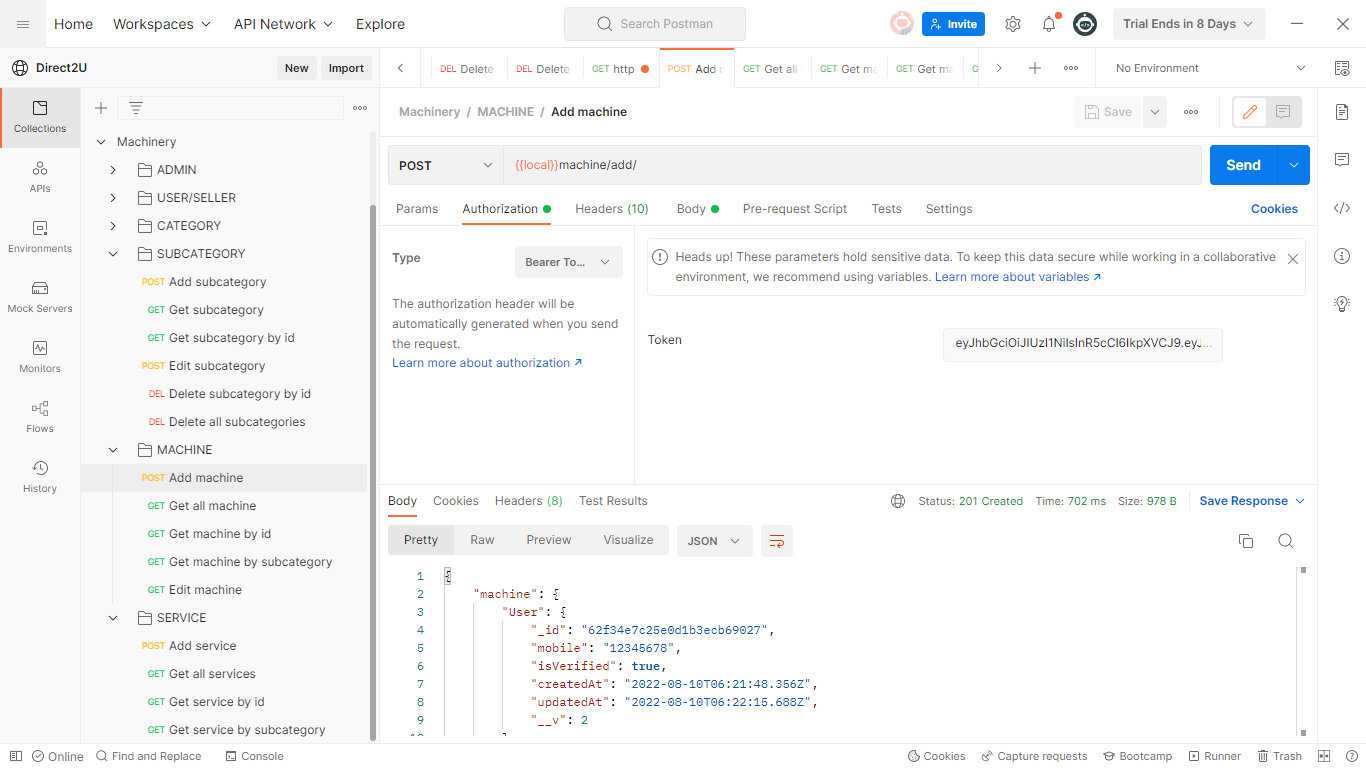 Home Workspaces API Network Explore Search Postman Invite Trial Ends in 8 Days
Direct2U New Import
DEL Delete DEL Delete GET http POST Add GET Get all GET Get ma GET Get ma No Environment
Collections
APIs
Environments
Mock Servers
Monitors
Flows
History
Machinery
ADMIN
USER/SELLER
CATEGORY
SUBCATEGORY
POST Add subcategory
GET Get subcategory
GET Get subcategory by id
POST Edit subcategory
DEL Delete subcategory by id
DEL Delete all subcategories
MACHINE
POST Add machine
GET Get all machine
GET Get machine by id
GET Get machine by subcategory
GET Edit machine
SERVICE
POST Add service
GET Get all services
GET Get service by id
GET Get service by subcategory
Machinery / MACHINE / Add machine Save
POST {{local}}machine/add/ Send
Params Authorization Headers (10) Body Pre-request Script Tests Settings Cookies
Type Bearer To...
The authorization header will be
automatically generated when you send
the request.
Learn more about authorization ↗
Heads up! These parameters hold sensitive data. To keep this data secure while working in a collaborative
environment, we recommend using variables. Learn more about variables ↗
Token
Body Cookies Headers (8) Test Results Status: 201 Created Time: 702 ms Size: 978 B Save Response
Pretty Raw Preview Visualize JSON
1 {
2 "machine": {
3 "User": {
4 "_id": "62f34e7c25e0d1b3ecb69027",
5 "mobile": "12345678",
6 "isVerified": true,
7 "createdAt": "2022-08-10T06:21:48.356Z",
8 "updatedAt": "2022-08-10T06:22:15.688Z",
9 "__v": 2
Online Find and Replace Console Cookies Capture requests Bootcamp Runner Trash